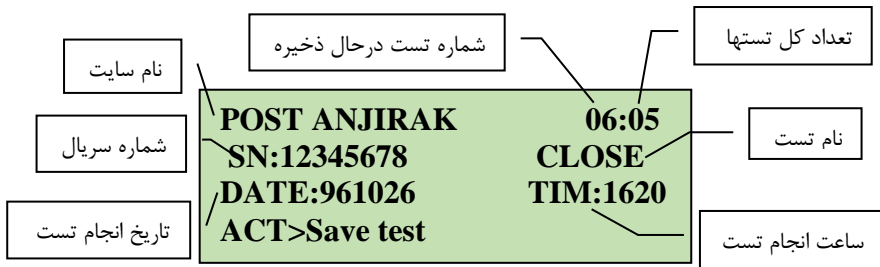 شماره تست درحال ذخیره
تعداد کل تستها
نام سایت
POST ANJIRAK 06:05
SN:12345678 CLOSE
DATE:961026 TIM:1620
ACT>Save test
شماره سریال
نام تست
تاریخ انجام تست
ساعت انجام تست